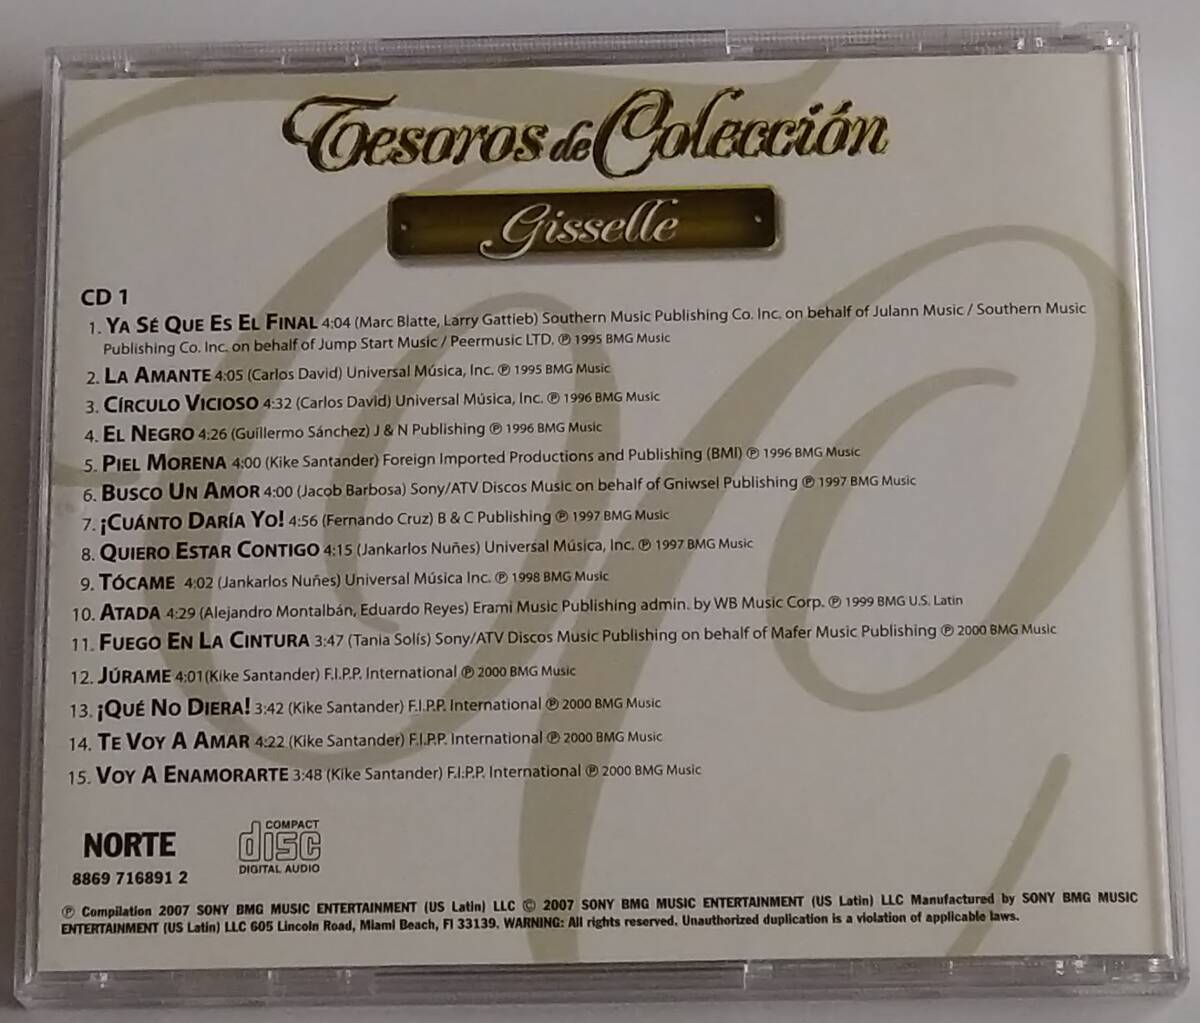 Tesoros de Colección
Gisselle
CD 1
1. YA SÉ QUE ES EL FINAL 4:04 (Marc Blatte, Larry Gattieb) Southern Music Publishing Co. Inc. on behalf of Julann Music / Southern Music
Publishing Co. Inc. on behalf of Jump Start Music / Peermusic LTD. ℗ 1995 BMG Music
2. LA AMANTE 4:05 (Carlos David) Universal Música, Inc. ℗ 1995 BMG Music
3. CÍRCULO VICIOSO 4:32 (Carlos David) Universal Música, Inc. ℗ 1996 BMG Music
4. EL NEGRO 4:26 (Guillermo Sánchez) J & N Publishing ℗ 1996 BMG Music
5. PIEL MORENA 4:00 (Kike Santander) Foreign Imported Productions and Publishing (BMI) ℗ 1996 BMG Music
6. BUSCO UN AMOR 4:00 (Jacob Barbosa) Sony/ATV Discos Music on behalf of Gniwsel Publishing ℗ 1997 BMG Music
7. ¡CUÁNTO DARÍA YO! 4:56 (Fernando Cruz) B & C Publishing ℗ 1997 BMG Music
8. QUIERO ESTAR CONTIGO 4:15 (Jankarlos Nuñes) Universal Música, Inc. ℗ 1997 BMG Music
9. TÓCAME 4:02 (Jankarlos Nuñes) Universal Música Inc. ℗ 1998 BMG Music
10. ATADA 4:29 (Alejandro Montalbán, Eduardo Reyes) Erami Music Publishing admin. by WB Music Corp. ℗ 1999 BMG U.S. Latin
11. FUEGO EN LA CINTURA 3:47 (Tania Solís) Sony/ATV Discos Music Publishing on behalf of Mafer Music Publishing ℗ 2000 BMG Music
12. JÚRAME 4:01(Kike Santander) F.I.P.P. International ℗ 2000 BMG Music
13. ¡QUÉ NO DIERA! 3:42 (Kike Santander) F.I.P.P. International ℗ 2000 BMG Music
14. TE VOY A AMAR 4:22 (Kike Santander) F.I.P.P. International ℗ 2000 BMG Music
15. VOY A ENAMORARTE 3:48 (Kike Santander) F.I.P.P. International ℗ 2000 BMG Music
NORTE
8869 716891 2
COMPACT
disc
DIGITAL AUDIO
℗ Compilation 2007 SONY BMG MUSIC ENTERTAINMENT (US Latin) LLC © 2007 SONY BMG MUSIC ENTERTAINMENT (US Latin) LLC Manufactured by SONY BMG MUSIC
ENTERTAINMENT (US Latin) LLC 605 Lincoln Road, Miami Beach, Fl 33139. WARNING: All rights reserved. Unauthorized duplication is a violation of applicable laws.